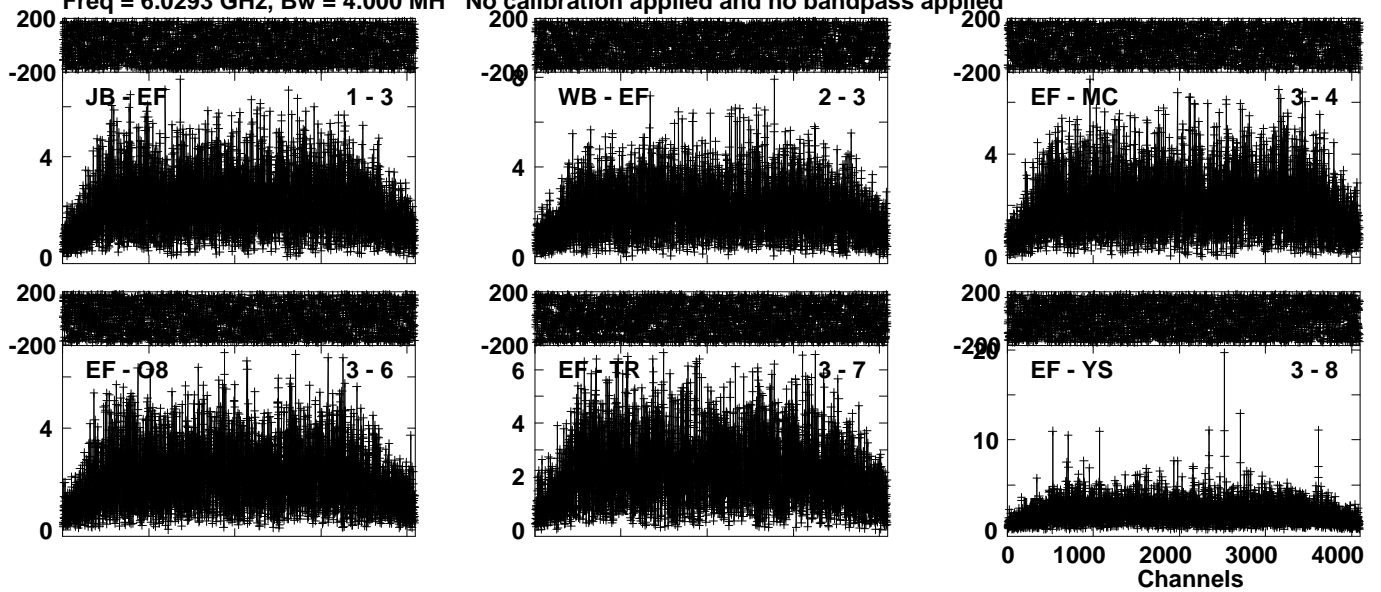 Freq = 6.0293 GHz, Bw = 4.000 MH No calibration applied and no bandpass applied
200 200 200
-200 -200 -200
8
JB - EF 1 - 3 WB - EF 2 - 3 EF - MC 3 - 4
4 4 4
0 0 0
200 200 200
-200 -200 -200
20
EF - O8 3 - 6 EF - TR 3 - 7 EF - YS 3 - 8
6
4 4 10
2
0 0 0
0 1000 2000 3000 4000
Channels